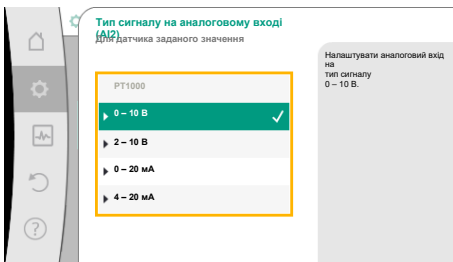 Тип сигналу на аналоговому вході
(AI2)
Для датчика заданого значення
PT1000
0 – 10 В
2 – 10 В
0 – 20 мА
4 – 20 мА
Налаштувати аналоговий вхід
на
тип сигналу
0 – 10 В.
?